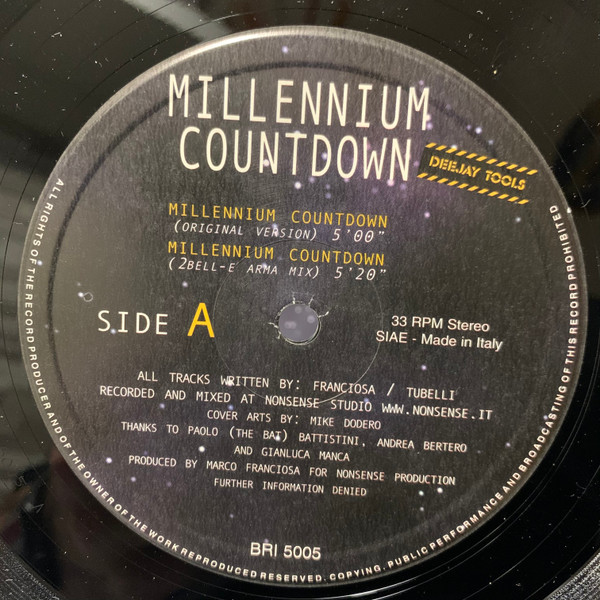 MILLENNIUM
COUNTDOWN
DEEJAY TOOLS
MILLENNIUM COUNTDOWN
(ORIGINAL VERSION) 5'00"
MILLENNIUM COUNTDOWN
(2BELL-E ARMA MIX) 5'20"
SIDE A
33 RPM Stereo
SIAE - Made in Italy
ALL TRACKS WRITTEN BY: FRANCIOSA / TUBELLI
RECORDED AND MIXED AT NONSENSE STUDIO WWW.NONSENSE.IT
COVER ARTS BY: MIKE DODERO
THANKS TO PAOLO (THE BAT) BATTISTINI, ANDREA BERTERO
AND GIANLUCA MANCA
PRODUCED BY MARCO FRANCIOSA FOR NONSENSE PRODUCTION
FURTHER INFORMATION DENIED
BRI 5005
ALL RIGHTS OF THE RECORD PRODUCER AND OF THE OWNER OF THE WORK REPRODUCED RESERVED. COPYING, PUBLIC PERFORMANCE AND BROADCASTING OF THIS RECORD PROHIBITED